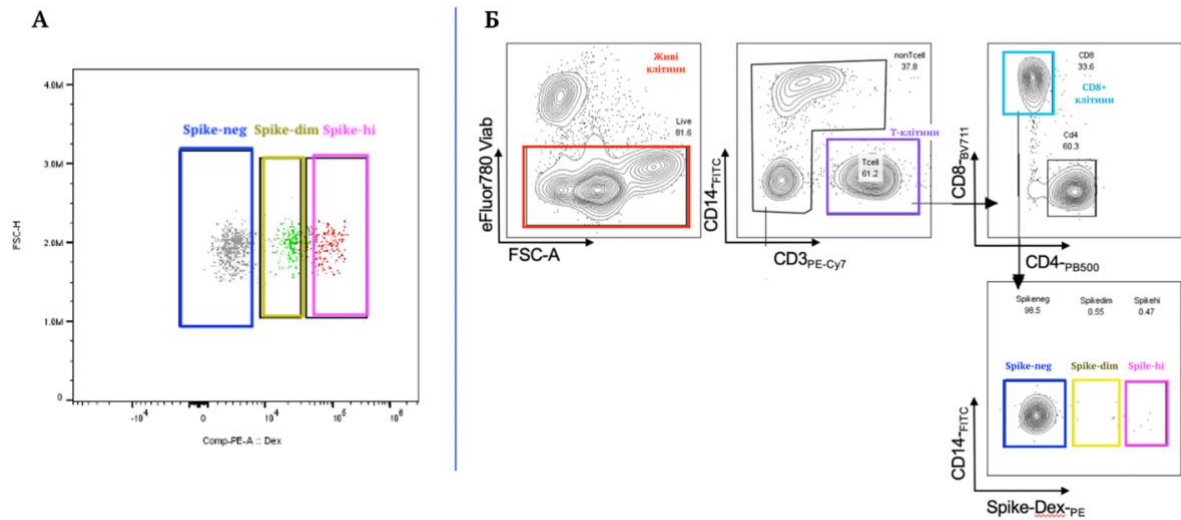 А
Б
4.0M
3.0M
2.0M
1.0M
0
FSC-H
Spike-neg
Spike-dim
Spike-hi
-10⁴
0
10⁴
10⁵
10⁶
Comp-PE-A :: Dex
Живі
клітини
Live
81.6
eFluor780 Viab
FSC-A
nonTcell
37.8
Т-клітини
Tcell
61.2
CD14-FITC
CD3PE-Cy7
CD8
33.6
CD8+
клітини
Cd4
60.3
CD8-BV711
CD4-PB500
Spikeneg
98.5
Spikedim
0.55
Spikehi
0.47
Spike-neg
Spike-dim
Spile-hi
CD14-FITC
Spike-Dex-PE